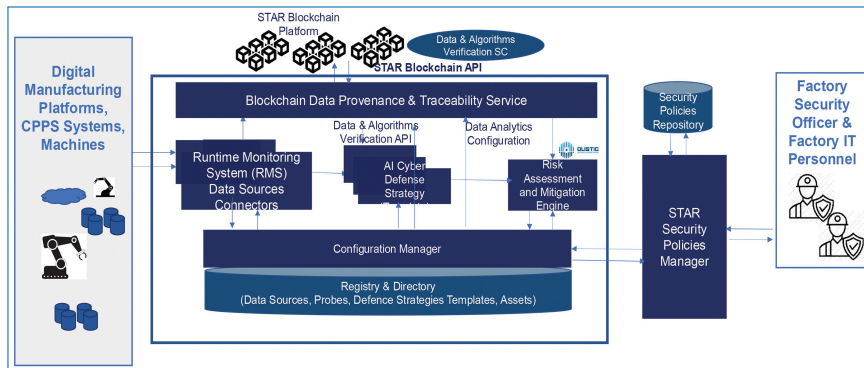 STAR Blockchain
Platform
Data & Algorithms
Verification SC
STAR Blockchain API
Digital
Manufacturing
Platforms,
CPPS Systems,
Machines
Blockchain Data Provenance & Traceability Service
Data & Algorithms
Verification API
Data Analytics
Configuration
Runtime Monitoring
System (RMS)
Data Sources
Connectors
AI Cyber
Defense
Strategy
Risk
Assessment
and Mitigation
Engine
Configuration Manager
Registry & Directory
(Data Sources, Probes, Defence Strategies Templates, Assets)
Security
Policies
Repository
STAR
Security
Policies
Manager
Factory
Security
Officer &
Factory IT
Personnel